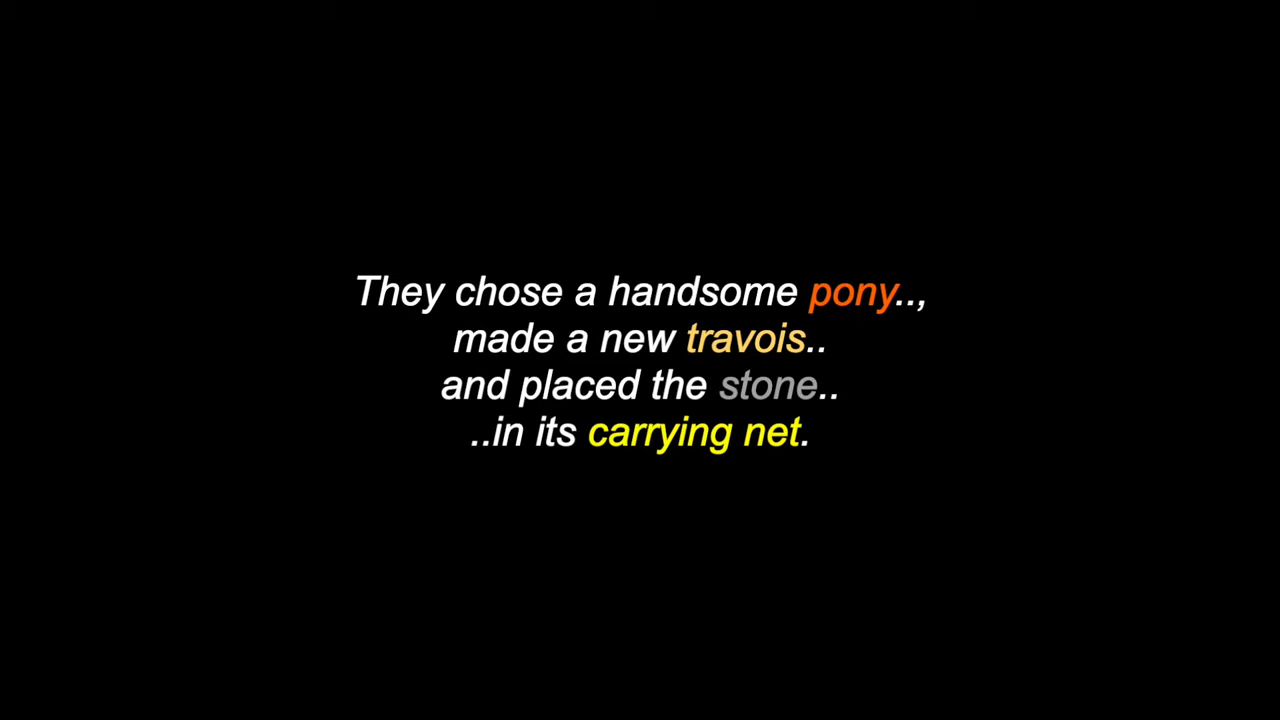 They chose a handsome pony..,
made a new travois..
and placed the stone..
..in its carrying net.